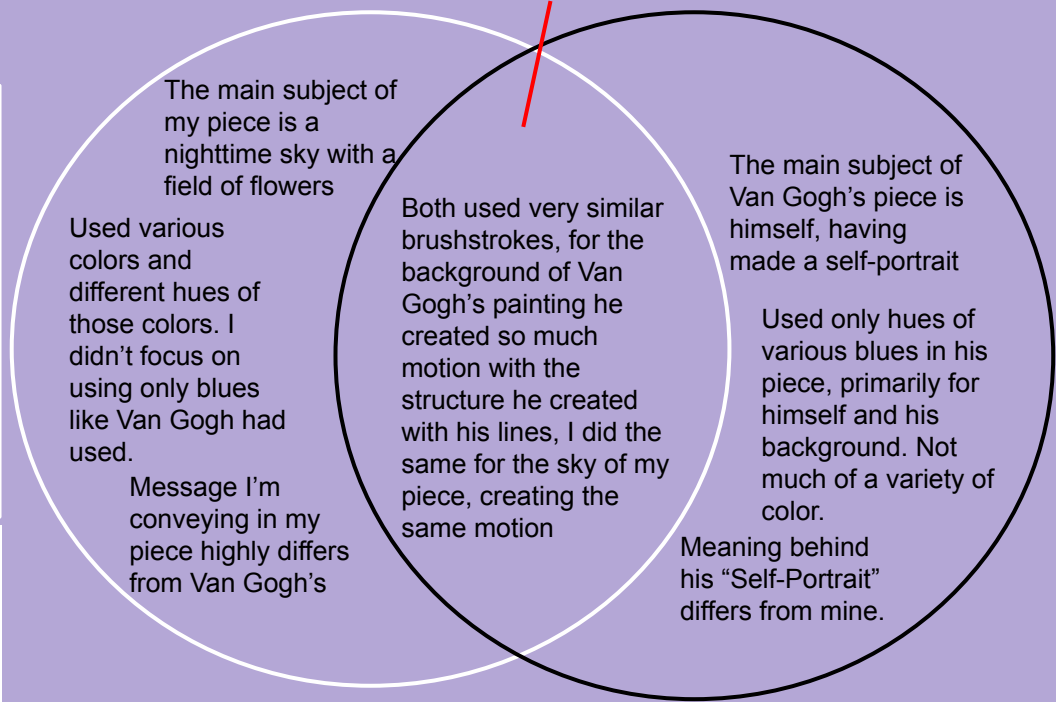 The main subject of
my piece is a
nighttime sky with a
field of flowers
Used various
colors and
different hues of
those colors. I
didn’t focus on
using only blues
like Van Gogh had
used.
Message I’m
conveying in my
piece highly differs
from Van Gogh’s
Both used very similar
brushstrokes, for the
background of Van
Gogh’s painting he
created so much
motion with the
structure he created
with his lines, I did the
same for the sky of my
piece, creating the
same motion
The main subject of
Van Gogh’s piece is
himself, having
made a self-portrait
Used only hues of
various blues in his
piece, primarily for
himself and his
background. Not
much of a variety of
color.
Meaning behind
his “Self-Portrait”
differs from mine.